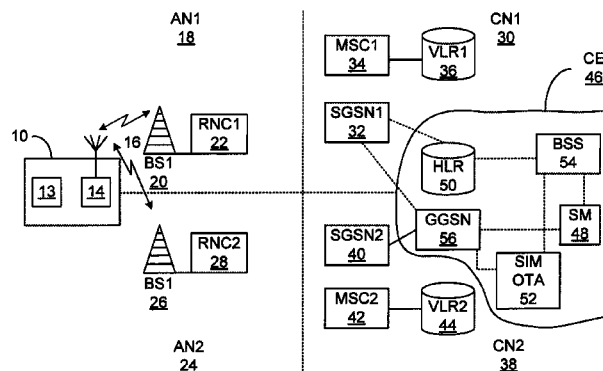 AN1
18
CN1
30
MSC1
34
VLR1
36
CE
46
10
16
RNC1
22
SGSN1
32
BS1
20
HLR
50
BSS
54
13
14
GGSN
56
SM
48
RNC2
28
SGSN2
40
SIM
OTA
52
BS1
26
MSC2
42
VLR2
44
AN2
24
CN2
38